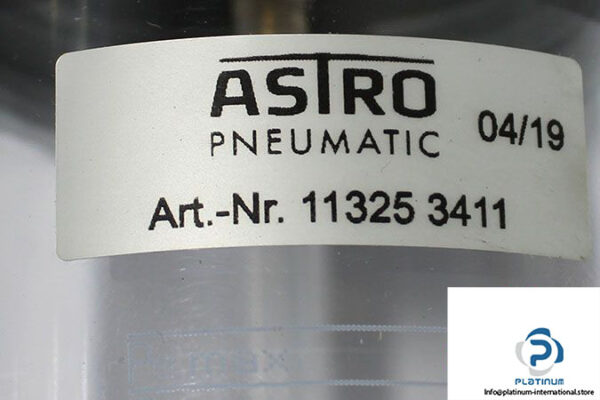 ASTRO
PNEUMATIC
04/19
Art.-Nr. 11325 3411
PLATINUM
Info@platinum-international.store